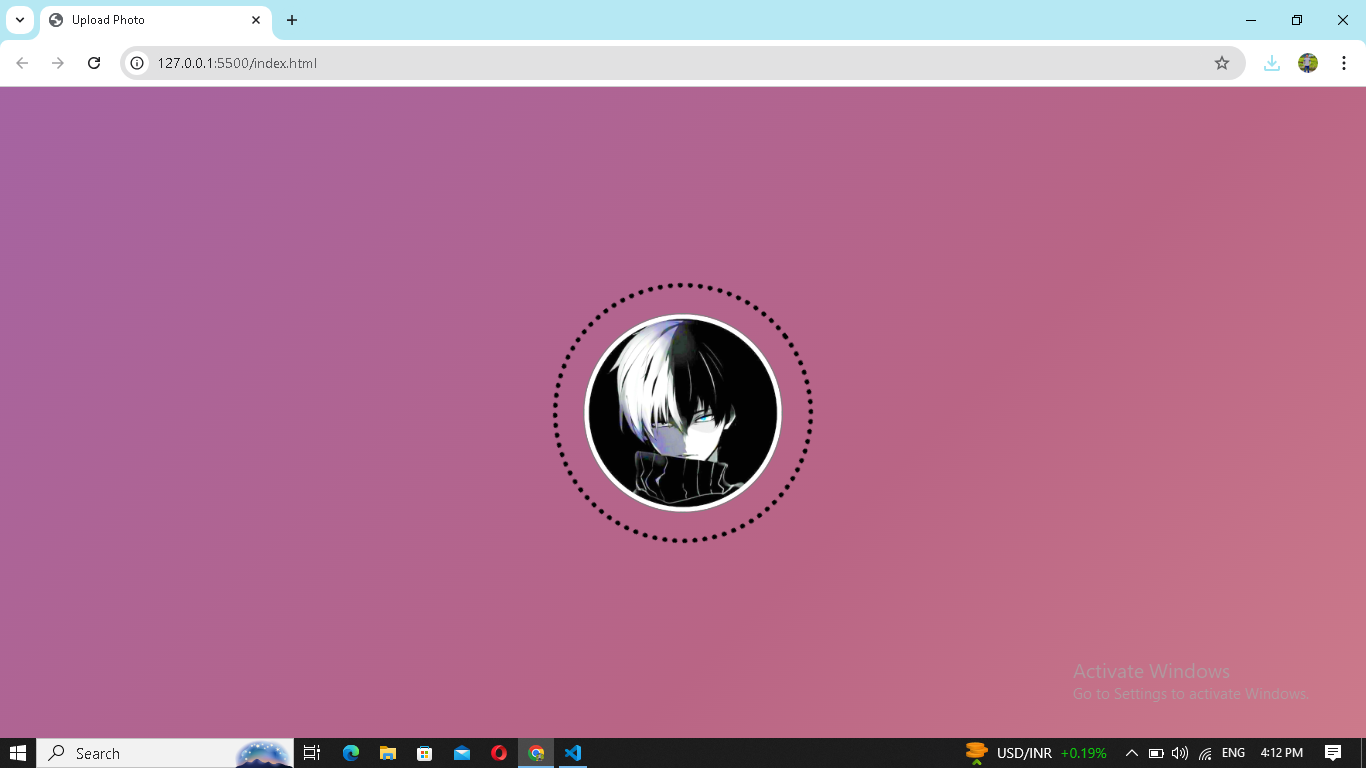 Upload Photo
127.0.0.1:5500/index.html
Activate Windows
Go to Settings to activate Windows.
Search
USD/INR +0.19%
ENG
4:12 PM